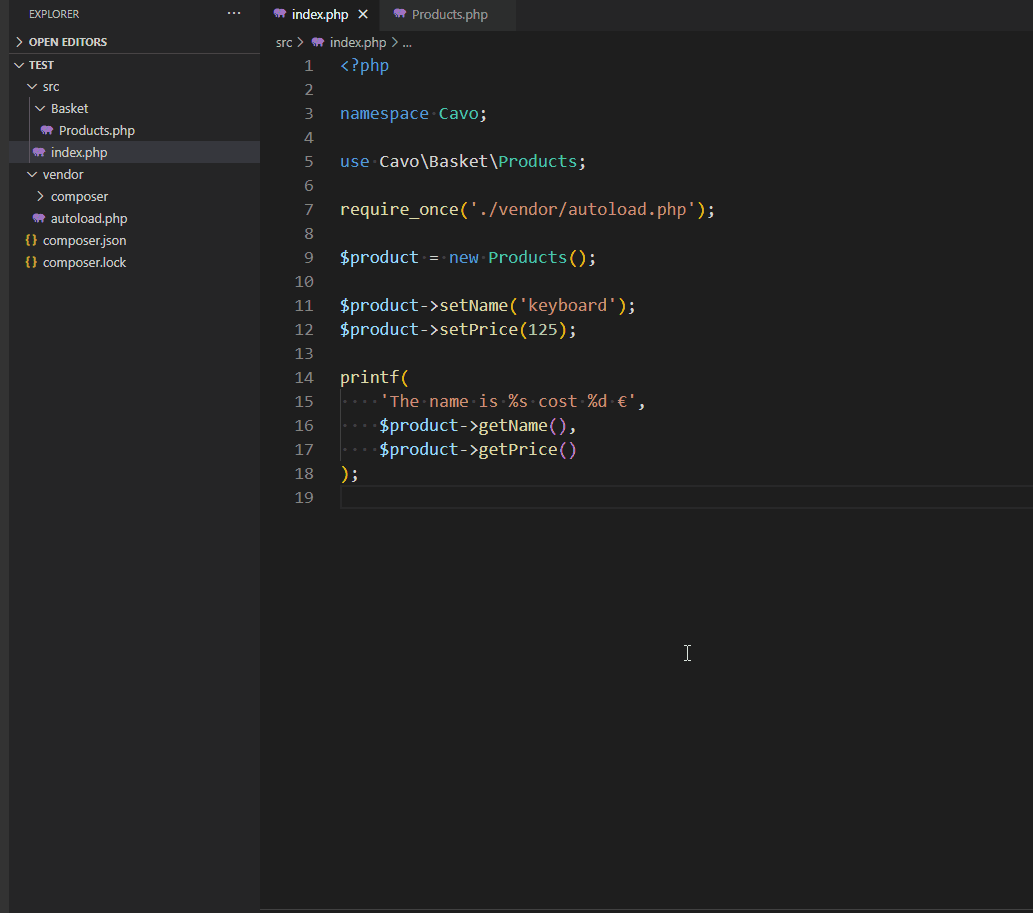 EXPLORER ...
OPEN EDITORS
TEST
src
Basket
Products.php
index.php
vendor
composer
autoload.php
{} composer.json
{} composer.lock
index.php Products.php
src > index.php > ...
1 <?php
2
3 namespace Cavo;
4
5 use Cavo\Basket\Products;
6
7 require_once('./vendor/autoload.php');
8
9 $product = new Products();
10
11 $product->setName('keyboard');
12 $product->setPrice(125);
13
14 printf(
15     'The name is %s cost %d €',
16     $product->getName(),
17     $product->getPrice()
18 );
19